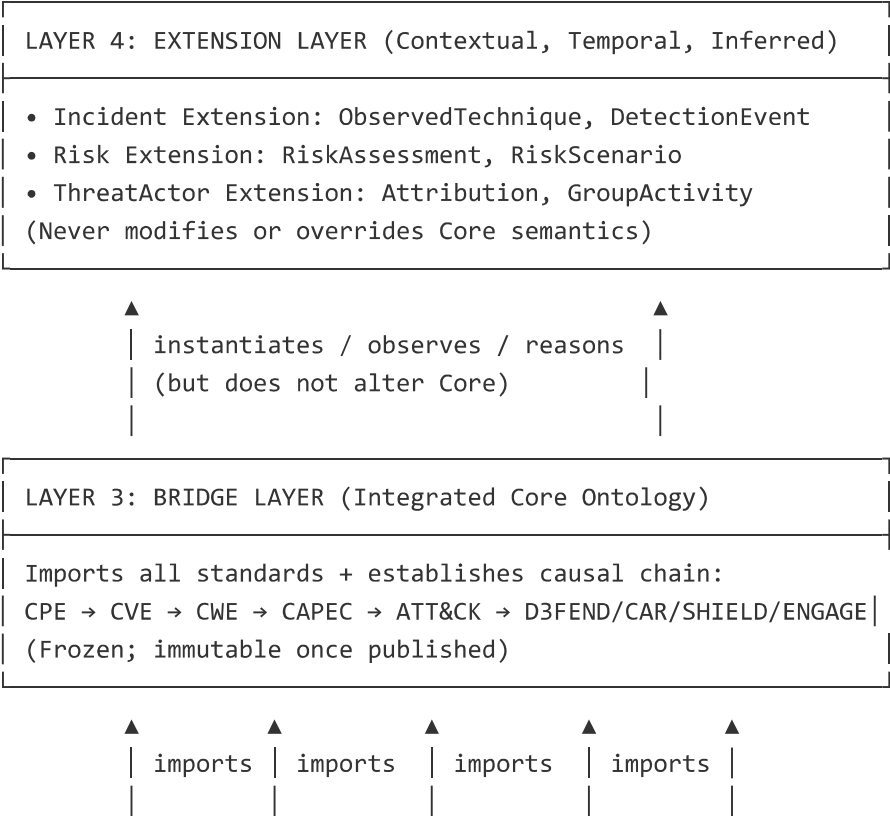 LAYER 4: EXTENSION LAYER (Contextual, Temporal, Inferred)
• Incident Extension: ObservedTechnique, DetectionEvent
• Risk Extension: RiskAssessment, RiskScenario
• ThreatActor Extension: Attribution, GroupActivity
(Never modifies or overrides Core semantics)
instantiates / observes / reasons
(but does not alter Core)
LAYER 3: BRIDGE LAYER (Integrated Core Ontology)
Imports all standards + establishes causal chain:
CPE → CVE → CWE → CAPEC → ATT&CK → D3FEND/CAR/SHIELD/ENGAGE
(Frozen; immutable once published)
imports imports imports imports